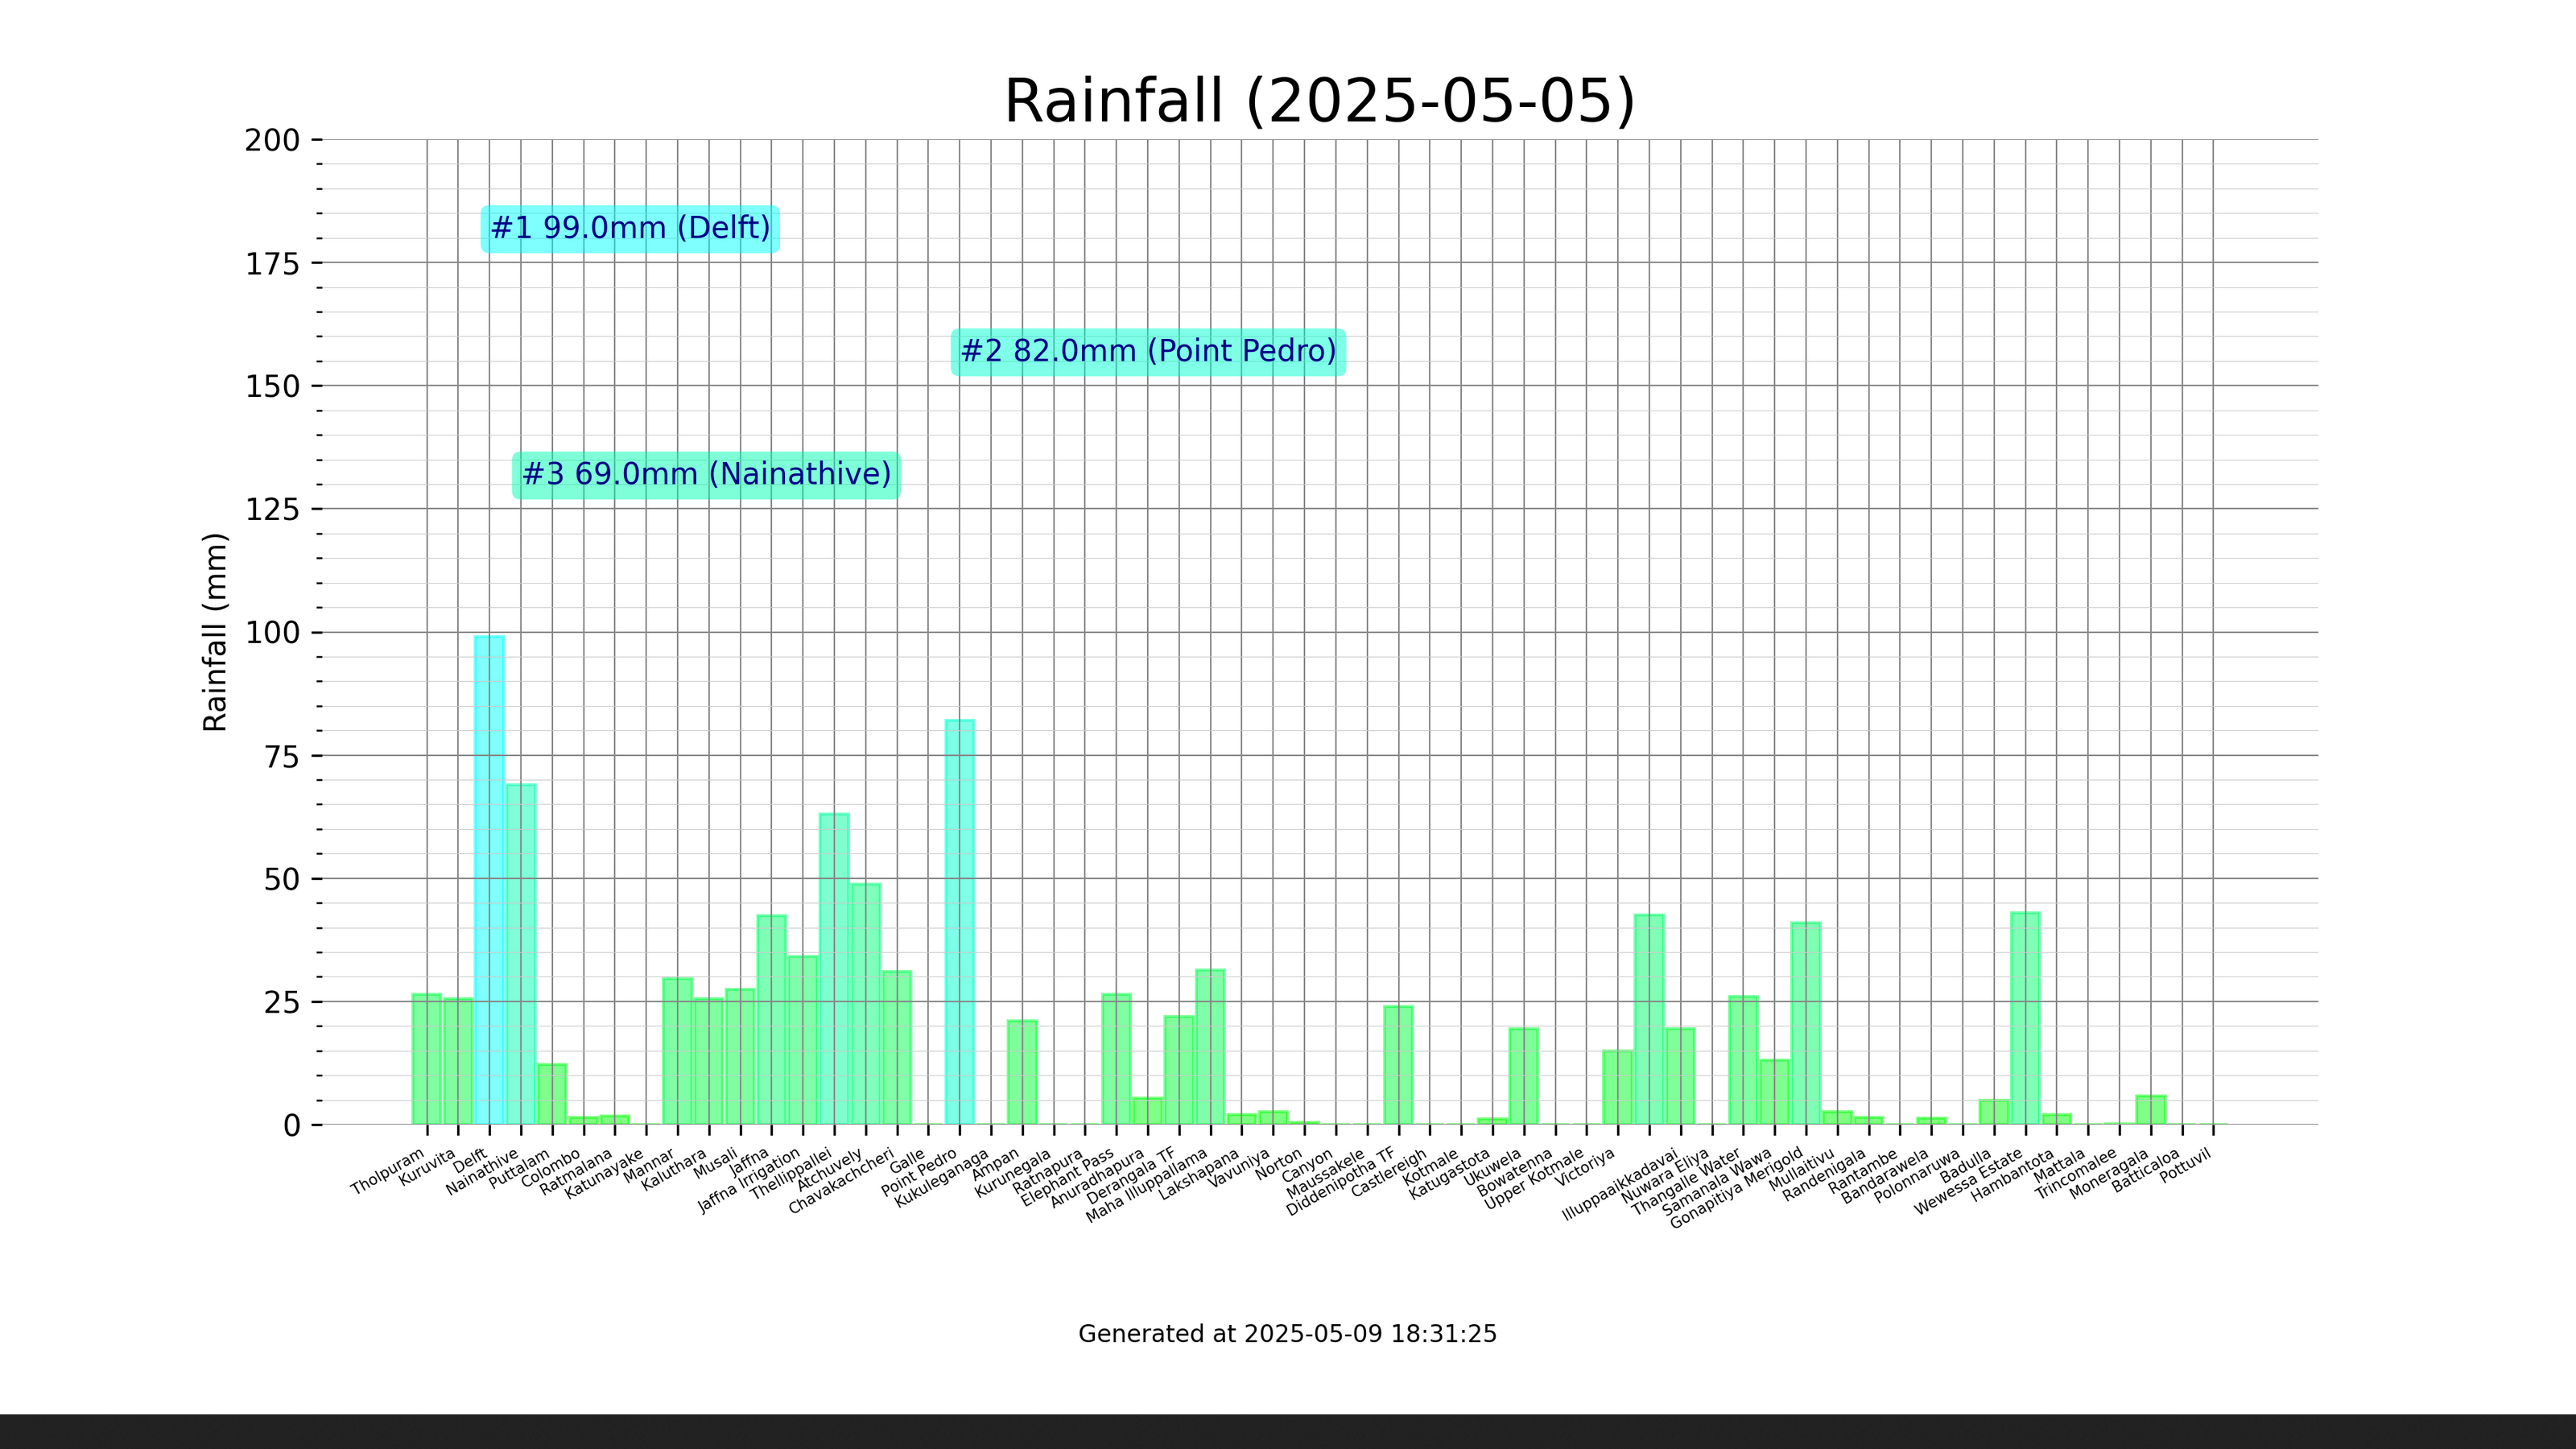 Rainfall (2025-05-05)
200
175
150
125
100
75
50
25
0
Rainfall (mm)
#1 99.0mm (Delft)
#2 82.0mm (Point Pedro)
#3 69.0mm (Nainathive)
Tholpuram
Kuruvita
Delft
Nainathive
Puttalam
Colombo
Ratmalana
Katunayake
Mannar
Kaluthara
Musali
Jaffna
Jaffna Irrigation
Thellippallei
Atchuvely
Chavakachcheri
Galle
Point Pedro
Kukuleganaga
Ampan
Kurunegala
Ratnapura
Elephant Pass
Anuradhapura
Derangala TF
Maha Illuppallama
Lakshapana
Vavuniya
Norton
Canyon
Maussakele
Diddenipotha TF
Castlereigh
Kotmale
Katugastota
Ukuwela
Bowatenna
Upper Kotmale
Victoriya
Illuppaaikkadavai
Nuwara Eliya
Thangalle Water
Samanala Wawa
Gonapitiya Merigold
Mullaitivu
Randenigala
Rantambe
Bandarawela
Polonnaruwa
Badulla
Wewessa Estate
Hambantota
Mattala
Trincomalee
Moneragala
Batticaloa
Pottuvil
Generated at 2025-05-09 18:31:25